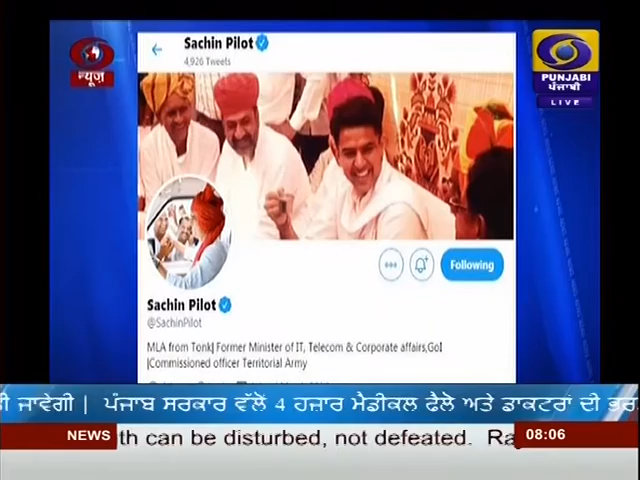 Sachin Pilot
4,926 Tweets
ਨਿਊਜ਼
PUNJABI
ਪੰਜਾਬੀ
LIVE
Following
Sachin Pilot
@SachinPilot
MLA from Tonk| Former Minister of IT, Telecom & Corporate affairs,GoI
|Commissioned officer Territorial Army
ਜਾਵੇਗੀ | ਪੰਜਾਬ ਸਰਕਾਰ ਵੱਲੋਂ 4 ਹਜ਼ਾਰ ਮੈਡੀਕਲ ਫੈਲੋ ਅਤੇ ਡਾਕਟਰਾਂ ਦੀ
NEWS
can be disturbed, not defeated.
08:06